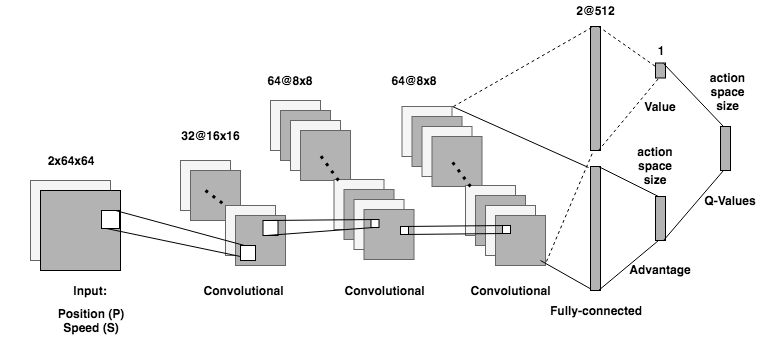 2@512
1
64@8x8
64@8x8
action
space
size
Value
32@16x16
2x64x64
action
space
size
Q-Values
Advantage
Input:
Convolutional
Convolutional
Convolutional
Fully-connected
Position (P)
Speed (S)